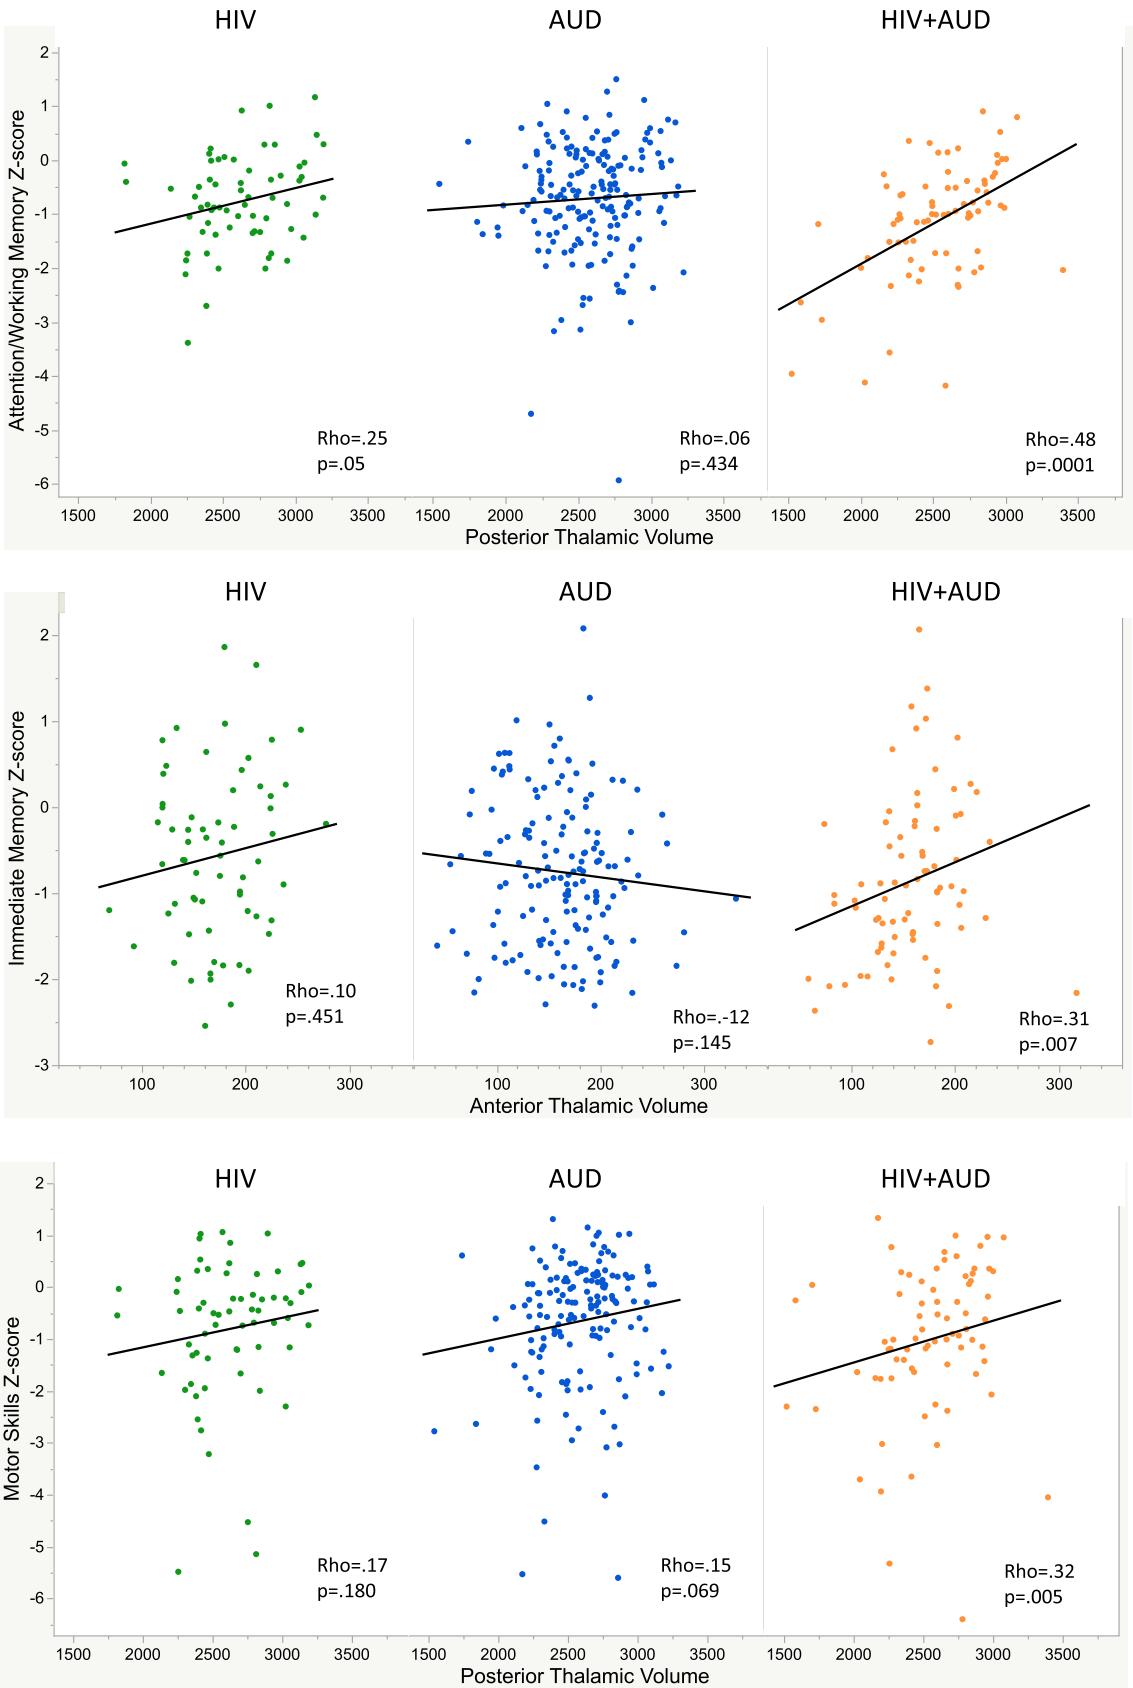 HIV AUD HIV+AUD
Attention/Working Memory Z-score
2
1
0
-1
-2
-3
-4
-5
-6
Rho=.25
p=.05
Rho=.06
p=.434
Rho=.48
p=.0001
1500 2000 2500 3000 1500 2000 2500 3000 3500 1500 2000 2500 3000 3500
Posterior Thalamic Volume
HIV AUD HIV+AUD
Immediate Memory Z-score
2
1
0
-1
-2
-3
Rho=.10
p=.451
Rho=.-12
p=.145
Rho=.31
p=.007
100 200 300 100 200 300 100 200 300
Anterior Thalamic Volume
HIV AUD HIV+AUD
Motor Skills Z-score
2
1
0
-1
-2
-3
-4
-5
-6
Rho=.17
p=.180
Rho=.15
p=.069
Rho=.32
p=.005
1500 2000 2500 3000 1500 2000 2500 3000 3500 1500 2000 2500 3000 3500
Posterior Thalamic Volume